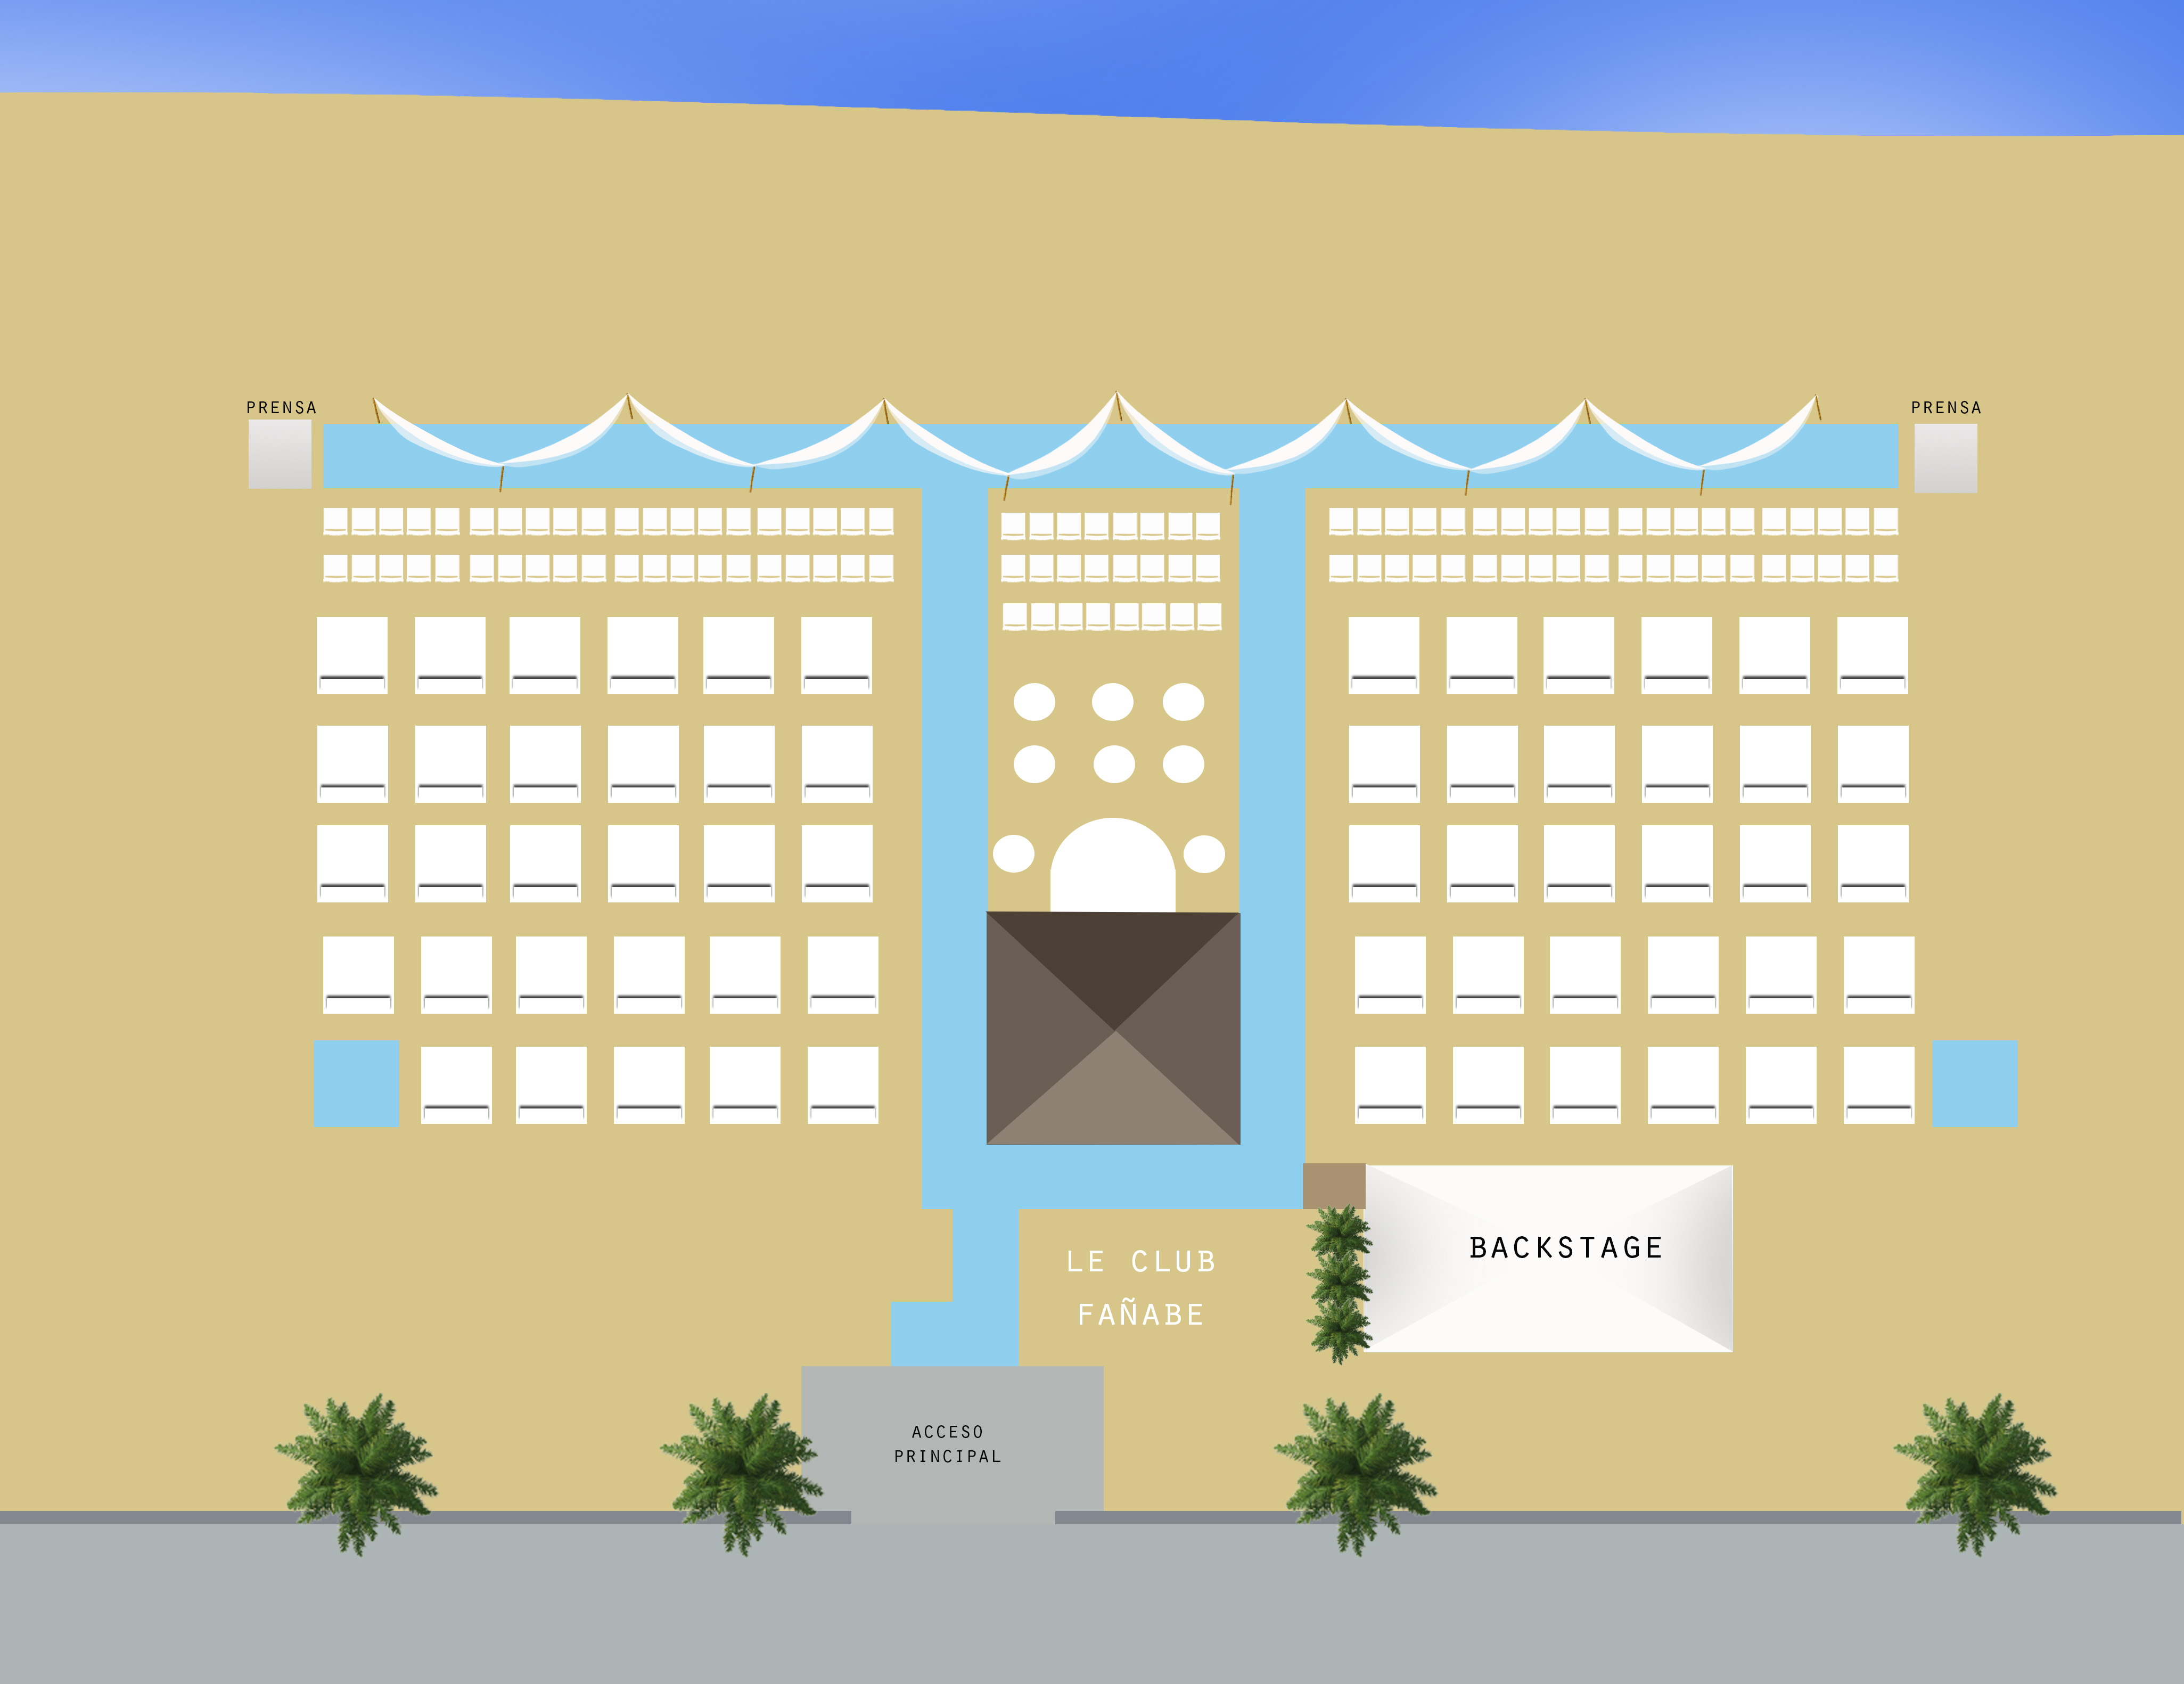 PRENSA
PRENSA
BACKSTAGE
LE CLUB
FAÑABE
ACCESO
PRINCIPAL